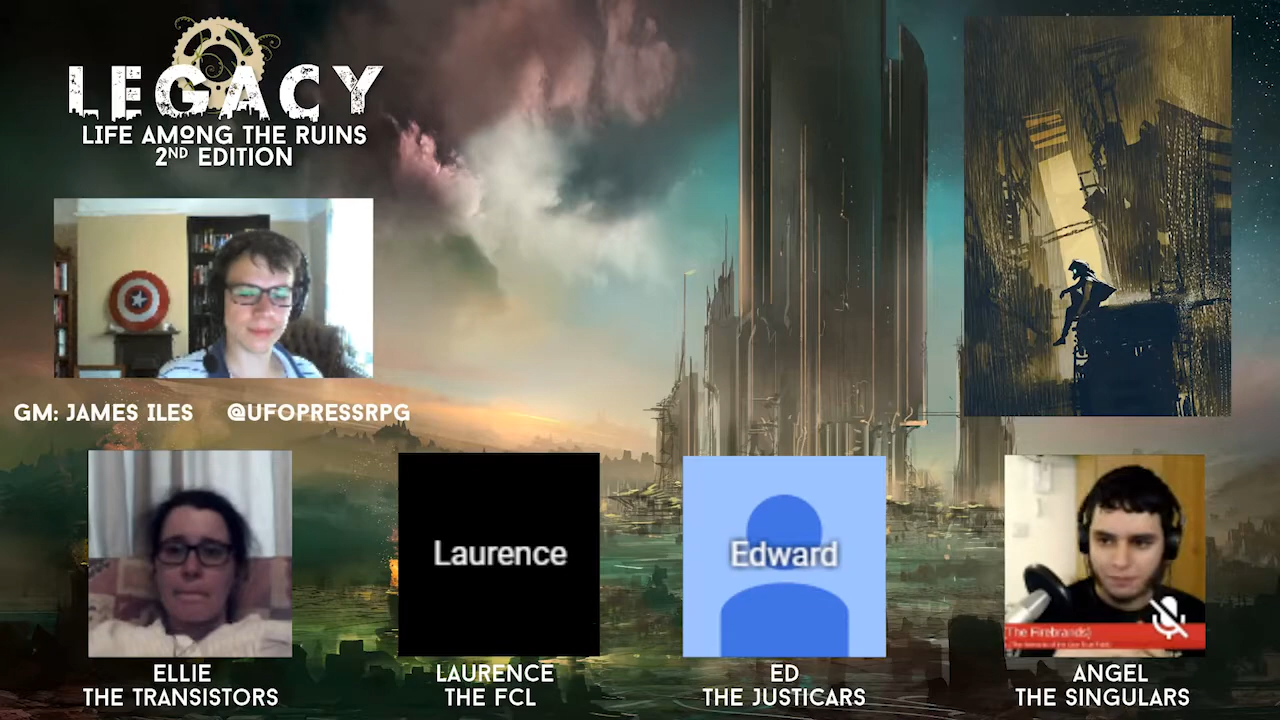 LEGACY
LIFE AMONG THE RUINS
2ND EDITION
GM: JAMES ILES @UFOPRESSRPG
Laurence
Edward
The Firebrands)
ELLIE
THE TRANSISTORS
LAURENCE
THE FCL
ED
THE JUSTICARS
ANGEL
THE SINGULARS